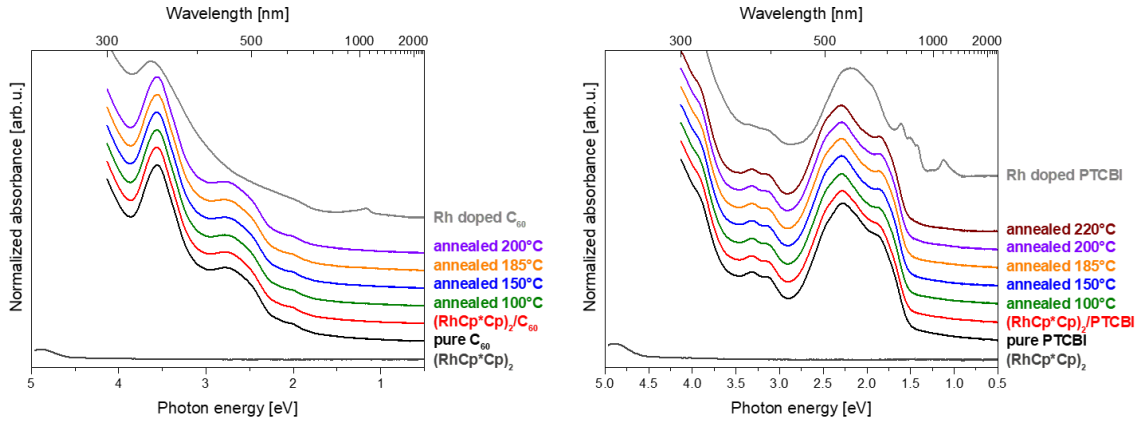 Wavelength [nm]
300 500 1000 2000
Normalized absorbance [arb.u.]
Rh doped C60
annealed 200°C
annealed 185°C
annealed 150°C
annealed 100°C
(RhCp*Cp)2/C60
pure C60
(RhCp*Cp)2
5 4 3 2 1
Photon energy [eV]
Wavelength [nm]
300 500 1000 2000
Normalized absorbance [arb.u.]
Rh doped PTCBI
annealed 220°C
annealed 200°C
annealed 185°C
annealed 150°C
annealed 100°C
(RhCp*Cp)2/PTCBI
pure PTCBI
(RhCp*Cp)2
5.0 4.5 4.0 3.5 3.0 2.5 2.0 1.5 1.0 0.5
Photon energy [eV]